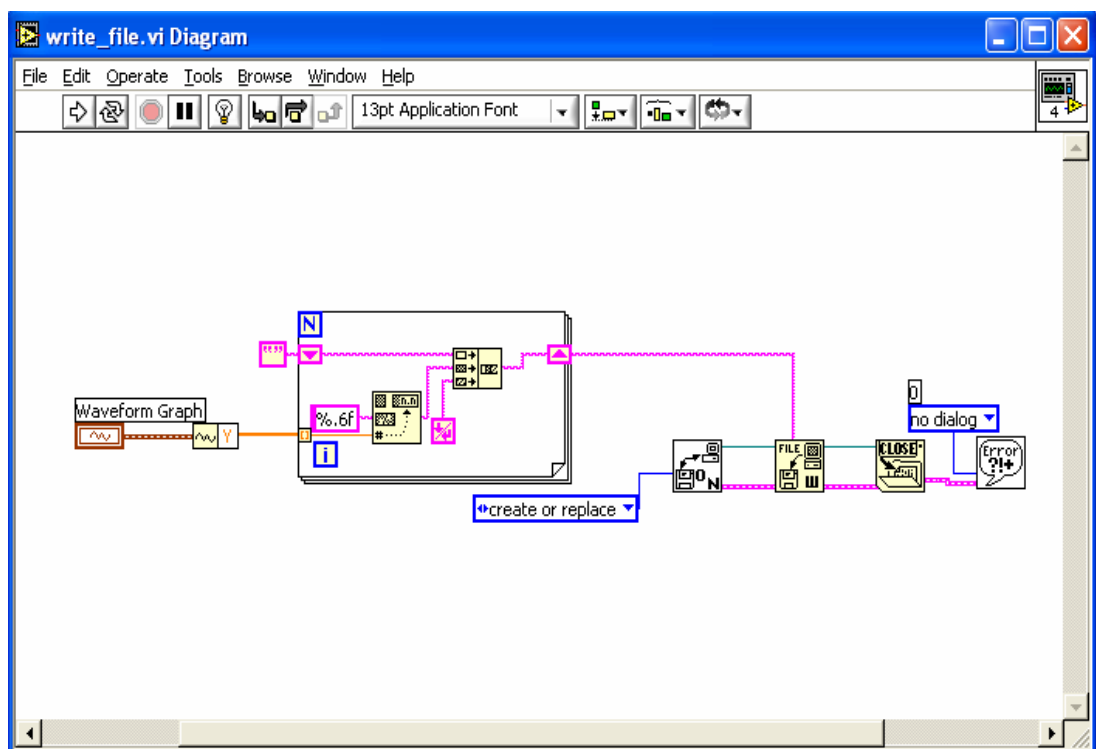 write_file.vi Diagram
File Edit Operate Tools Browse Window Help
13pt Application Font
4
N
""
%.6f
#
n.n
i
Waveform Graph
Y
0
no dialog
create or replace
O
N
FILE
W
CLOSE
Error
?!+